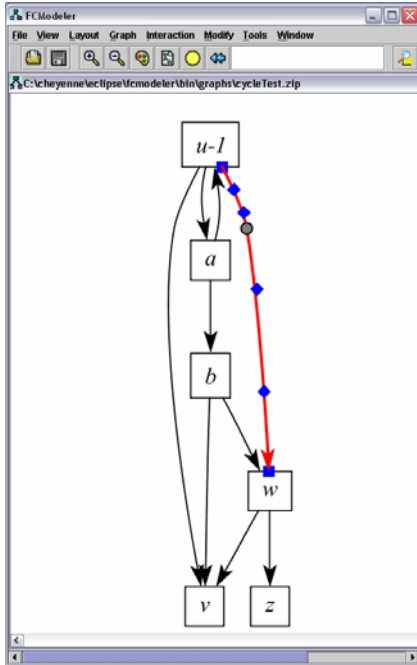 FCModeler
File View Layout Graph Interaction Modify Tools Window
C:\cheyenne\eclipse\fcmodeler\bin\graphs\cycleTest.zip
u-1
a
b
w
v z